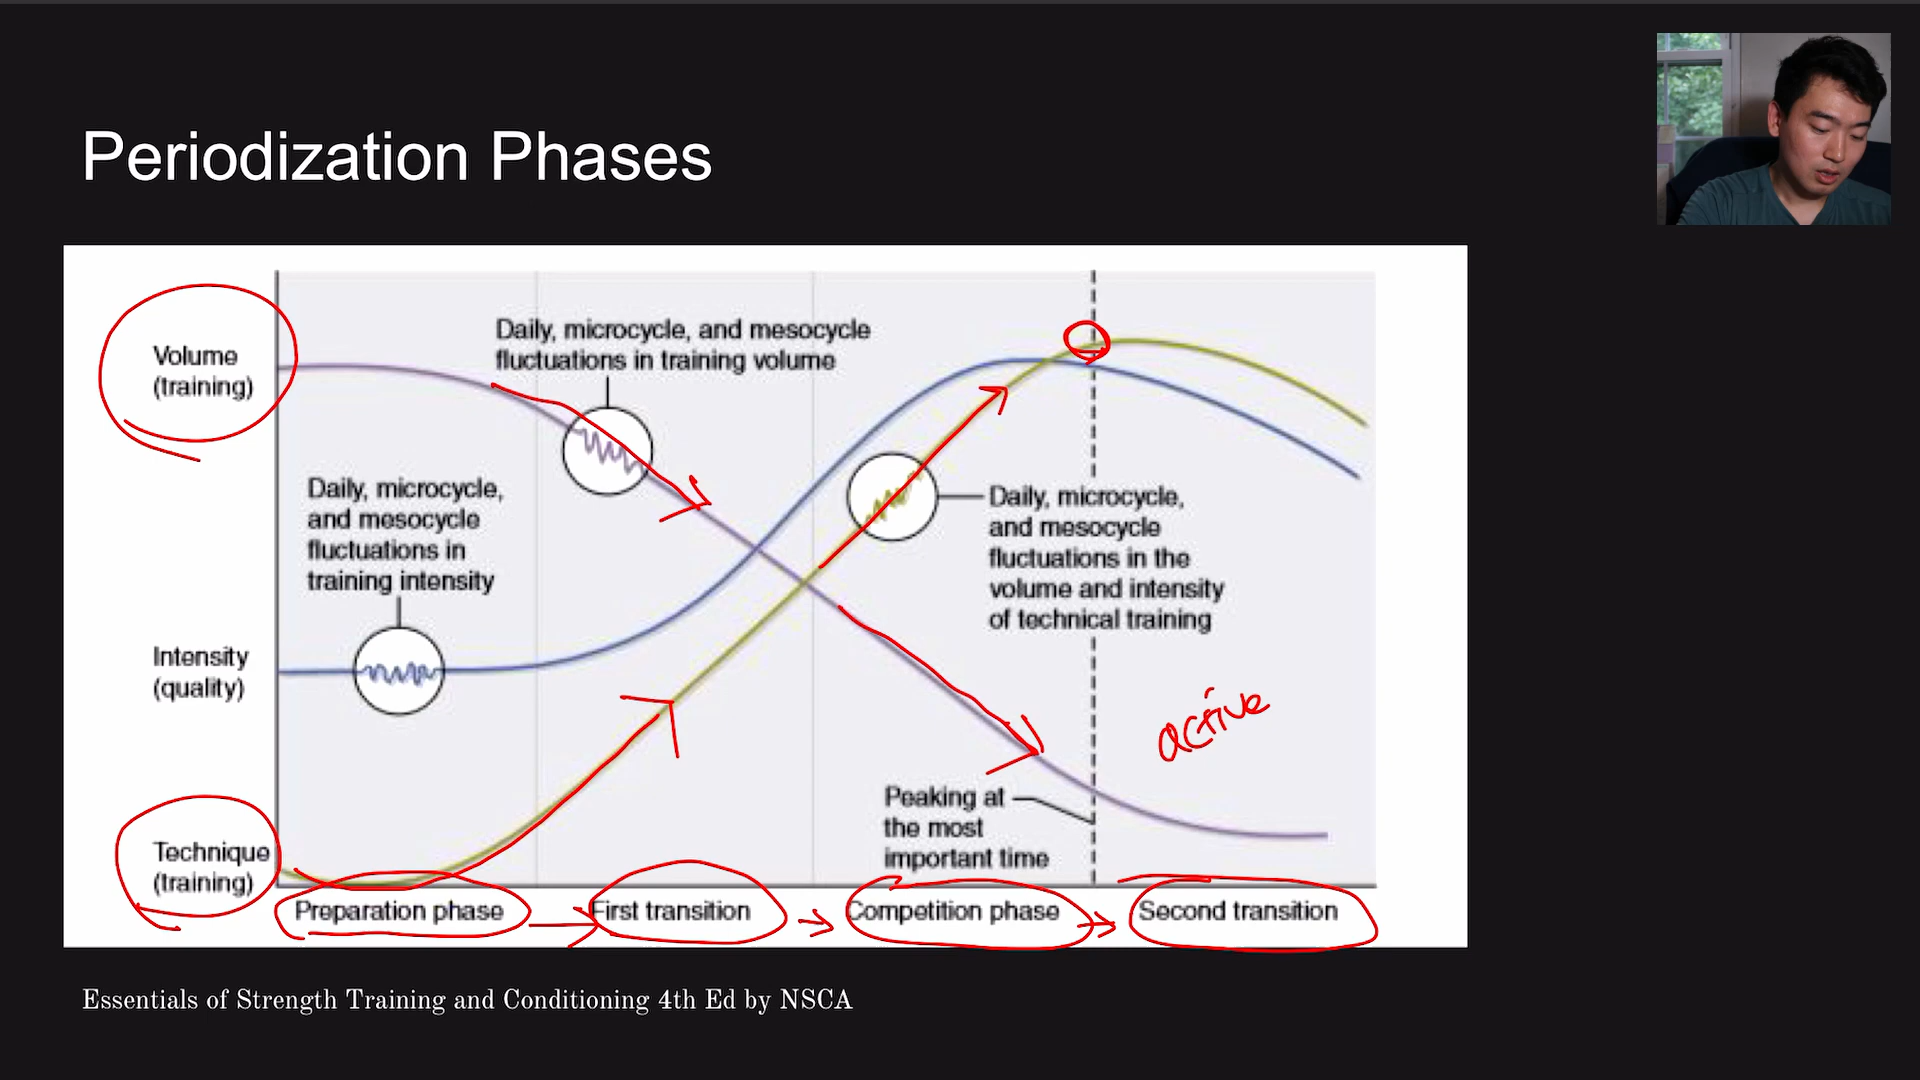 Periodization Phases
Volume
(training)
Daily, microcycle, and mesocycle
fluctuations in training volume
Daily, microcycle,
and mesocycle
fluctuations in
training intensity
Daily, microcycle,
and mesocycle
fluctuations in the
volume and intensity
of technical training
Intensity
(quality)
active
Peaking at
the most
important time
Technique
(training)
Preparation phase
First transition
Competition phase
Second transition
Essentials of Strength Training and Conditioning 4th Ed by NSCA